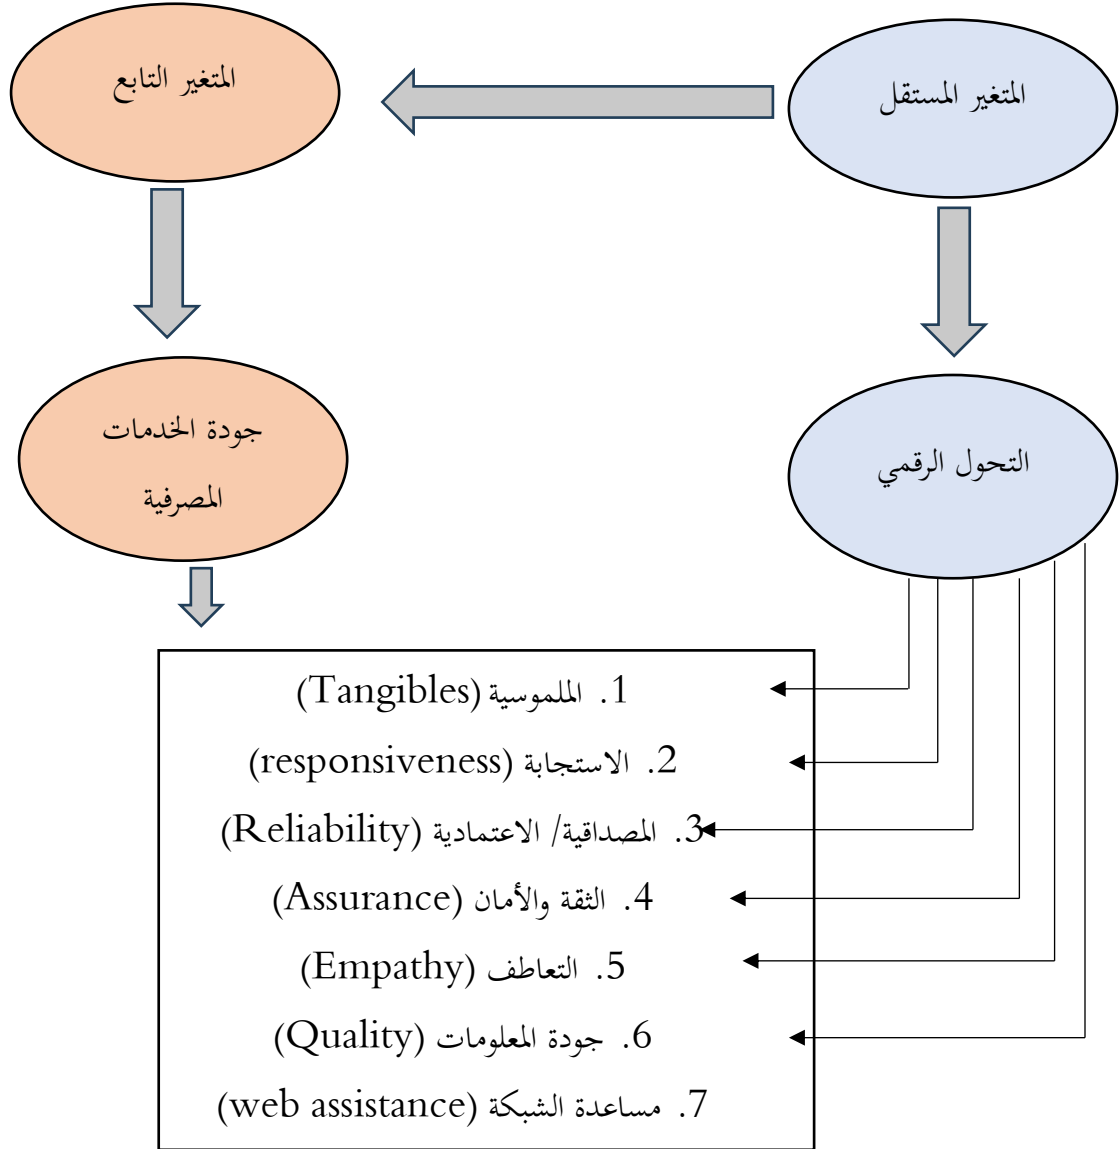 المتغير المستقل
المتغير التابع
التحول الرقمي
جودة الخدمات
المصرفية
1. الملموسية (Tangibles)
2. الاستجابة (responsiveness)
3. المصداقية/ الاعتمادية (Reliability)
4. الثقة والأمان (Assurance)
5. التعاطف (Empathy)
6. جودة المعلومات (Quality)
7. مساعدة الشبكة (web assistance)